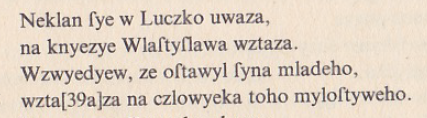 Neklan ſye w Luczko uwaza,
na knyezye Wlaſtyſlawa wztaza.
Wzwyedyew, ze oſtawyl ſyna mladeho,
wzta[39a]za na czlowyeka toho myloſtyweho.